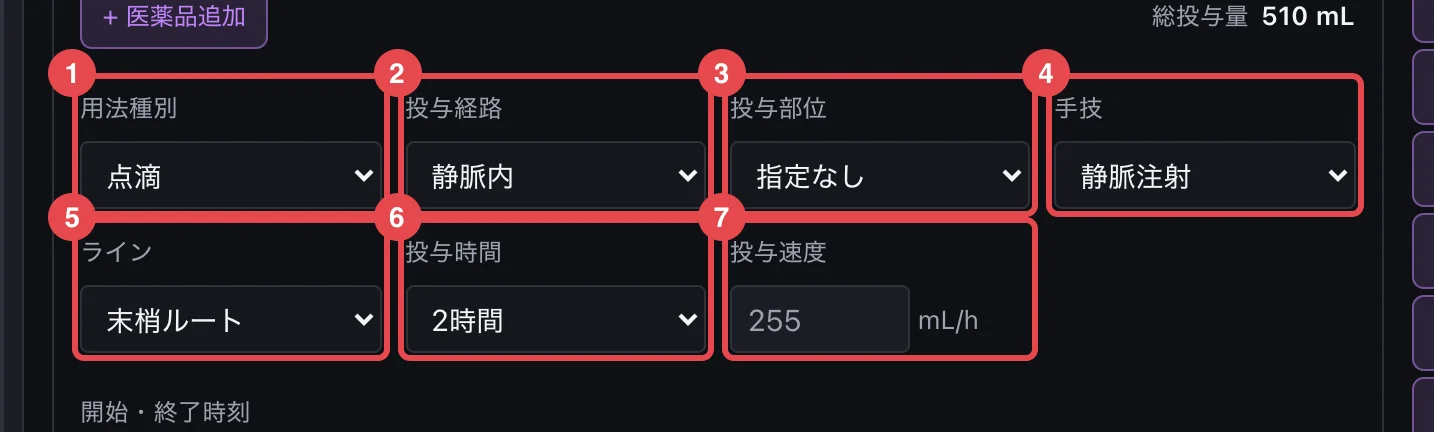 + 医薬品追加
総投与量 510 mL
1 2 3 4
用法種別 投与経路 投与部位 手技
点滴 静脈内 指定なし 静脈注射
5 6 7
ライン 投与時間 投与速度
末梢ルート 2時間 255 mL/h
開始・終了時刻